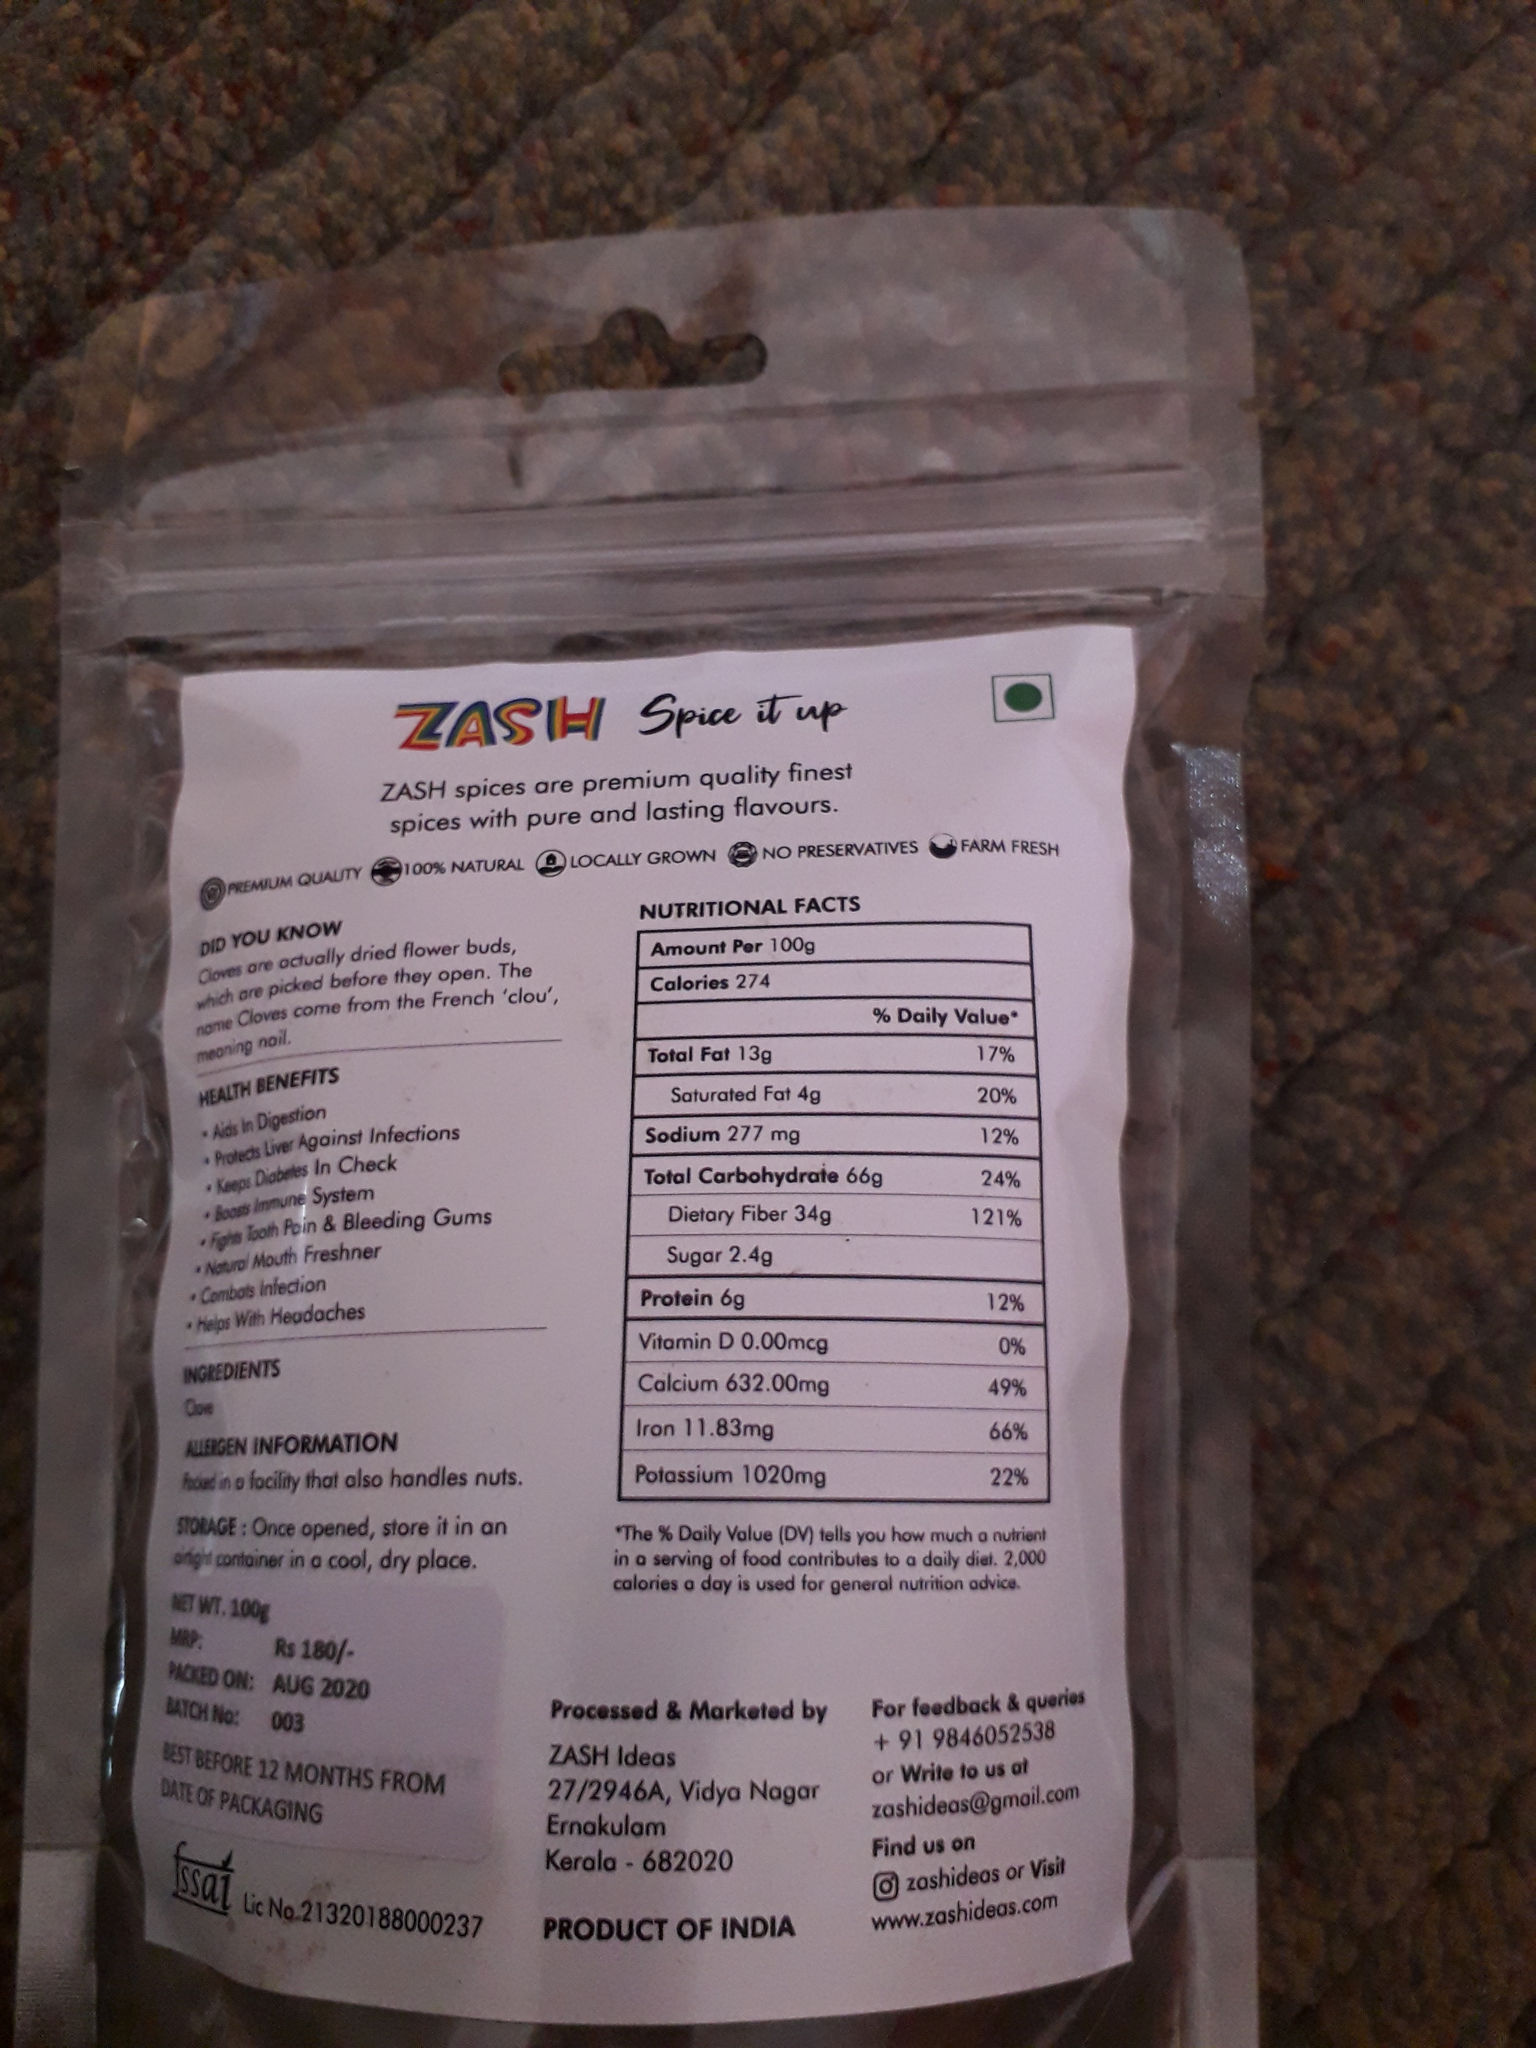 ZASH Spice it up
ZASH spices are premium quality finest
spices with pure and lasting flavours.
PREMIUM QUALITY 100% NATURAL LOCALLY GROWN NO PRESERVATIVES FARM FRESH
DID YOU KNOW
Cloves are actually dried flower buds,
which are picked before they open. The
name Cloves come from the French 'clou',
meaning nail.
HEALTH BENEFITS
• Aids In Digestion
• Protects Liver Against Infections
• Keeps Diabetes In Check
• Boosts Immune System
• Fights Tooth Pain & Bleeding Gums
• Natural Mouth Freshner
• Combats Infection
• Helps With Headaches
INGREDIENTS
Clove
ALLERGEN INFORMATION
Packed in a facility that also handles nuts.
STORAGE : Once opened, store it in an
airtight container in a cool, dry place.
NET WT. 100g
MRP: Rs 180/-
PACKED ON: AUG 2020
BATCH No: 003
BEST BEFORE 12 MONTHS FROM
DATE OF PACKAGING
fssai
Lic No.21320188000237
NUTRITIONAL FACTS
Amount Per 100g
Calories 274
% Daily Value*
Total Fat 13g 17%
Saturated Fat 4g 20%
Sodium 277 mg 12%
Total Carbohydrate 66g 24%
Dietary Fiber 34g 121%
Sugar 2.4g
Protein 6g 12%
Vitamin D 0.00mcg 0%
Calcium 632.00mg 49%
Iron 11.83mg 66%
Potassium 1020mg 22%
*The % Daily Value (DV) tells you how much a nutrient
in a serving of food contributes to a daily diet. 2,000
calories a day is used for general nutrition advice.
Processed & Marketed by
ZASH Ideas
27/2946A, Vidya Nagar
Ernakulam
Kerala - 682020
PRODUCT OF INDIA
For feedback & queries
+ 91 9846052538
or Write to us at
zashideas@gmail.com
Find us on
zashideas or Visit
www.zashideas.com